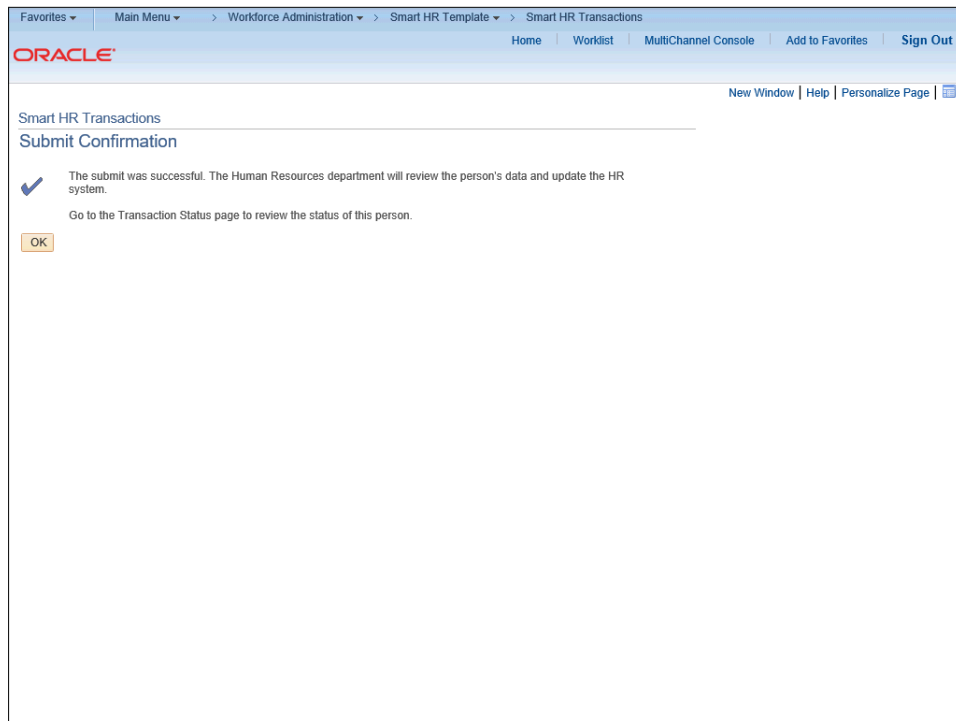 Favorites Main Menu > Workforce Administration > Smart HR Template > Smart HR Transactions
Home Worklist MultiChannel Console Add to Favorites Sign Out
ORACLE
New Window | Help | Personalize Page |
Smart HR Transactions
Submit Confirmation
The submit was successful. The Human Resources department will review the person's data and update the HR
system.
Go to the Transaction Status page to review the status of this person.
OK